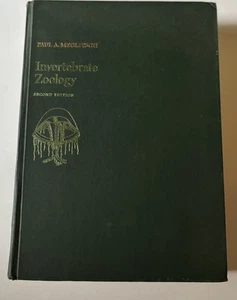 PAUL A. MEGLITSCH
Invertebrate
Zoology
SECOND EDITION